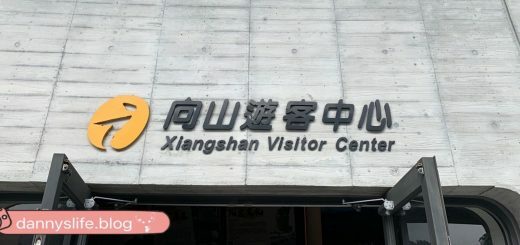 向山遊客中心
Xiangshan Visitor Center
dannyslife.blog